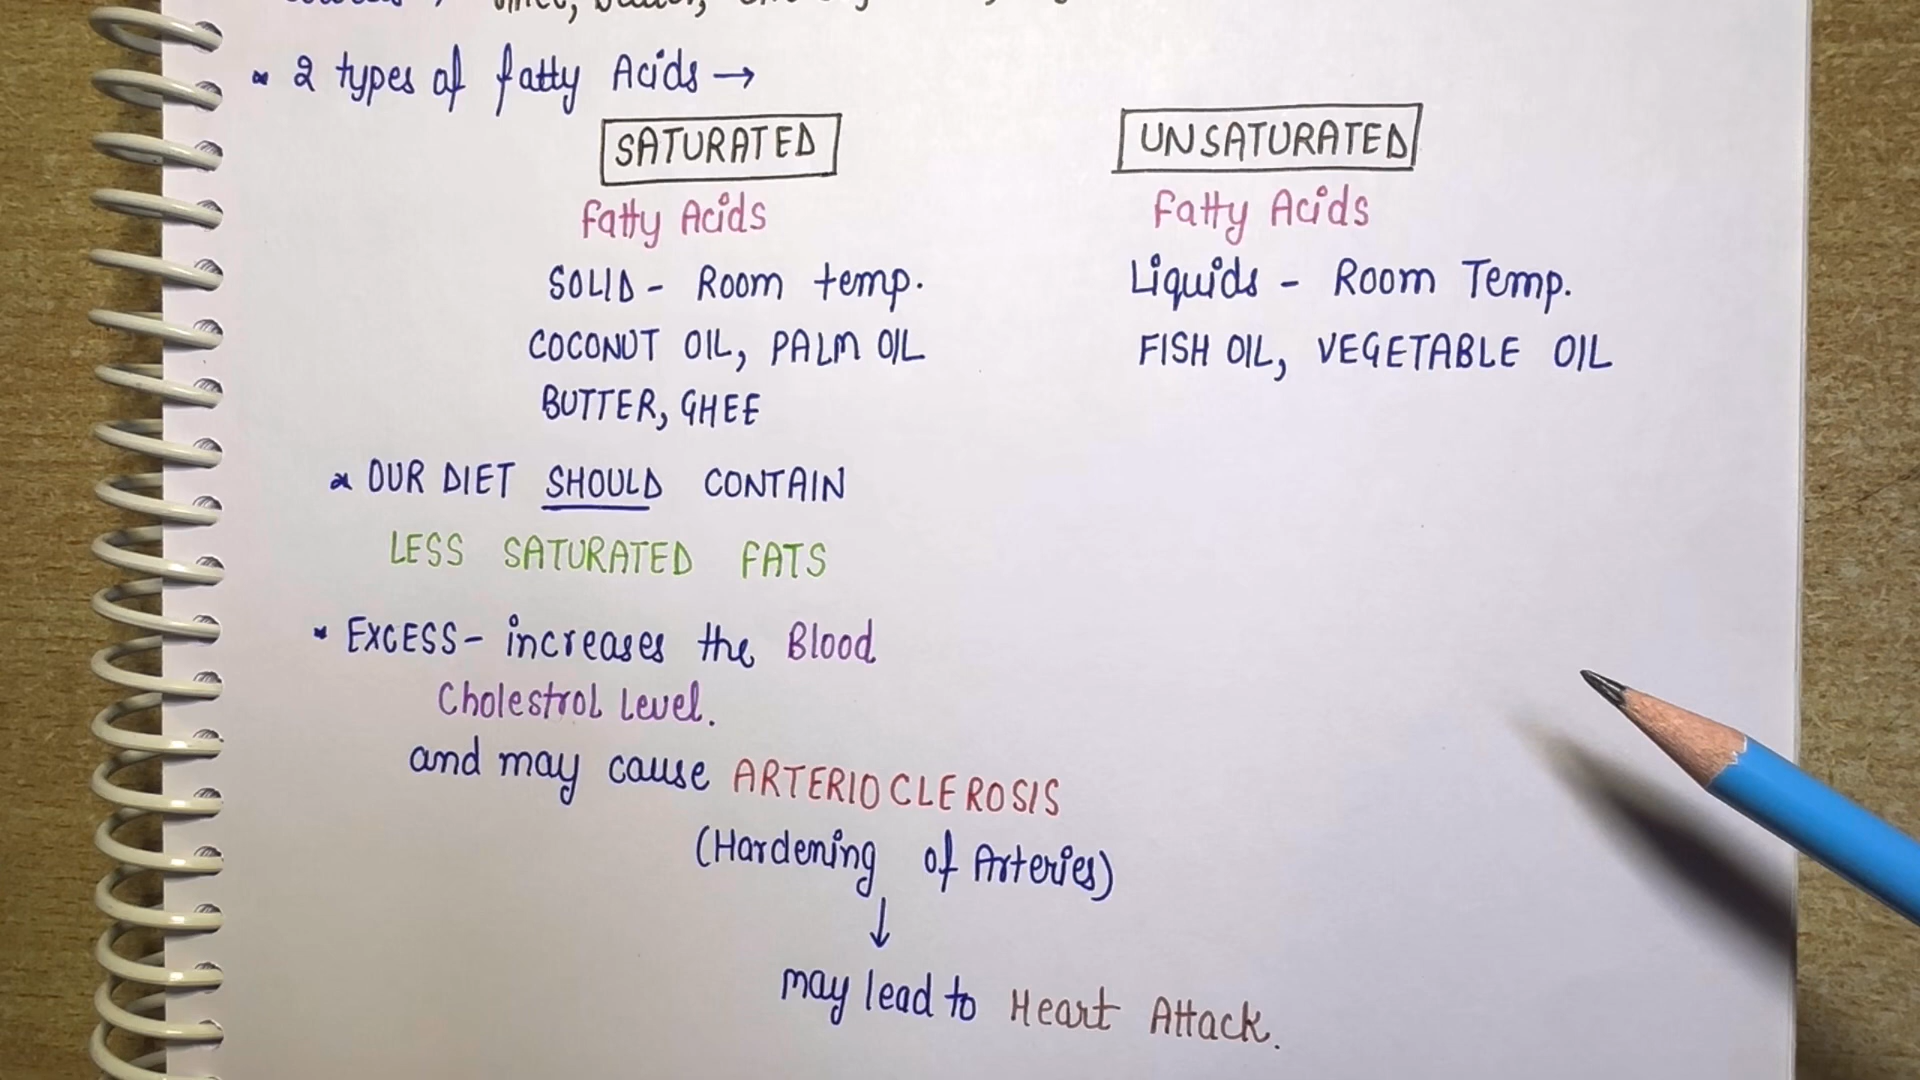 2 types of fatty Acids →
SATURATED
fatty Acids
SOLID - Room temp.
COCONUT OIL, PALM OIL
BUTTER, GHEE
UNSATURATED
Fatty Acids
Liquids - Room Temp.
FISH OIL, VEGETABLE OIL
OUR DIET SHOULD CONTAIN
LESS SATURATED FATS
EXCESS - increases the Blood
Cholestrol Level.
and may cause ARTERIOCLEROSIS
(Hardening of Arteries)
↓
may lead to Heart Attack.